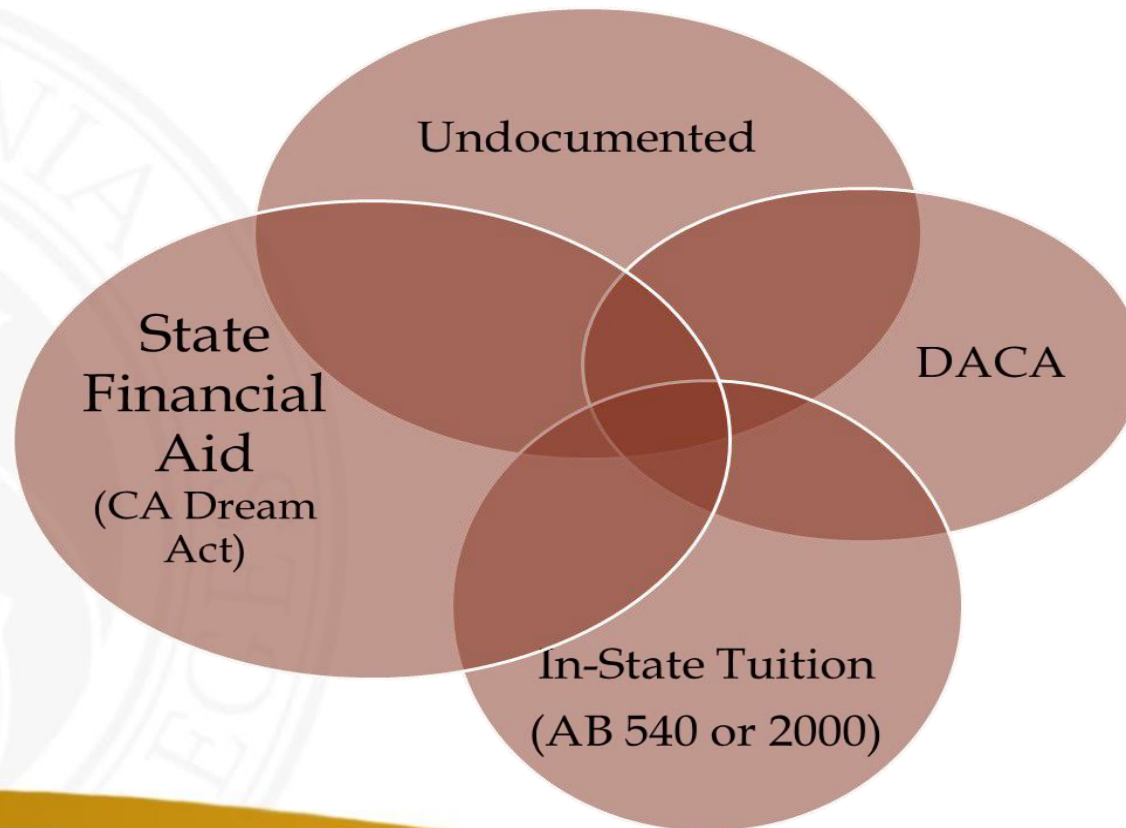 Undocumented
State
Financial
Aid
(CA Dream
Act)
DACA
In-State Tuition
(AB 540 or 2000)